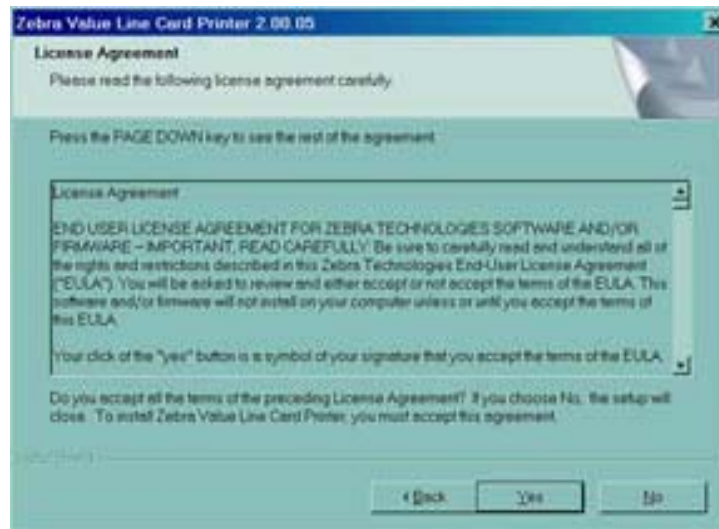 Zebra Value Line Card Printer 2.00.05
License Agreement
Please read the following license agreement carefully.
Press the PAGE DOWN key to see the rest of the agreement.
License Agreement
END USER LICENSE AGREEMENT FOR ZEBRA TECHNOLOGIES SOFTWARE AND/OR
FIRMWARE – IMPORTANT, READ CAREFULLY: Be sure to carefully read and understand all of
the rights and restrictions described in this Zebra Technologies End-User License Agreement
("EULA"). You will be asked to review and either accept or not accept the terms of the EULA. This
software and/or firmware will not install on your computer unless or until you accept the terms of
this EULA.
Your click of the "yes" button is a symbol of your signature that you accept the terms of the EULA.
Do you accept all the terms of the preceding License Agreement? If you choose No, the setup will
close. To install Zebra Value Line Card Printer, you must accept this agreement.
< Back
Yes
No